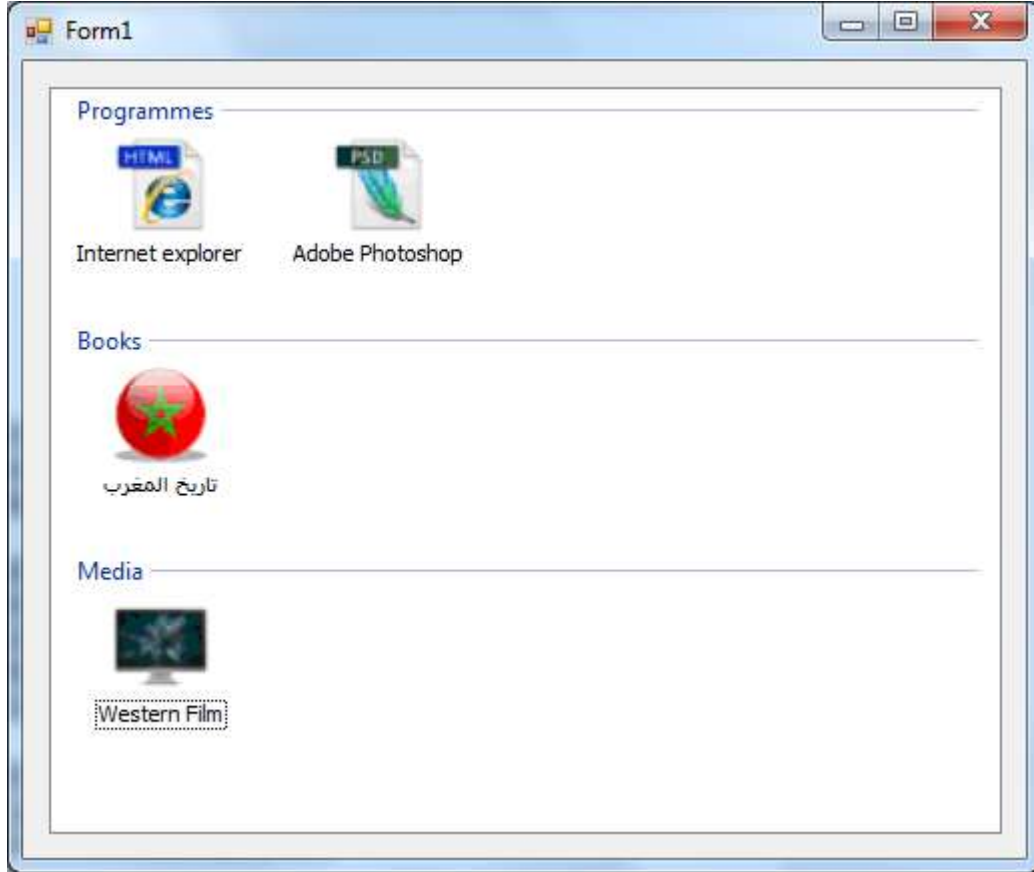 Form1
Programmes
HTML
PSD
Internet explorer
Adobe Photoshop
Books
تاريخ المغرب
Media
Western Film